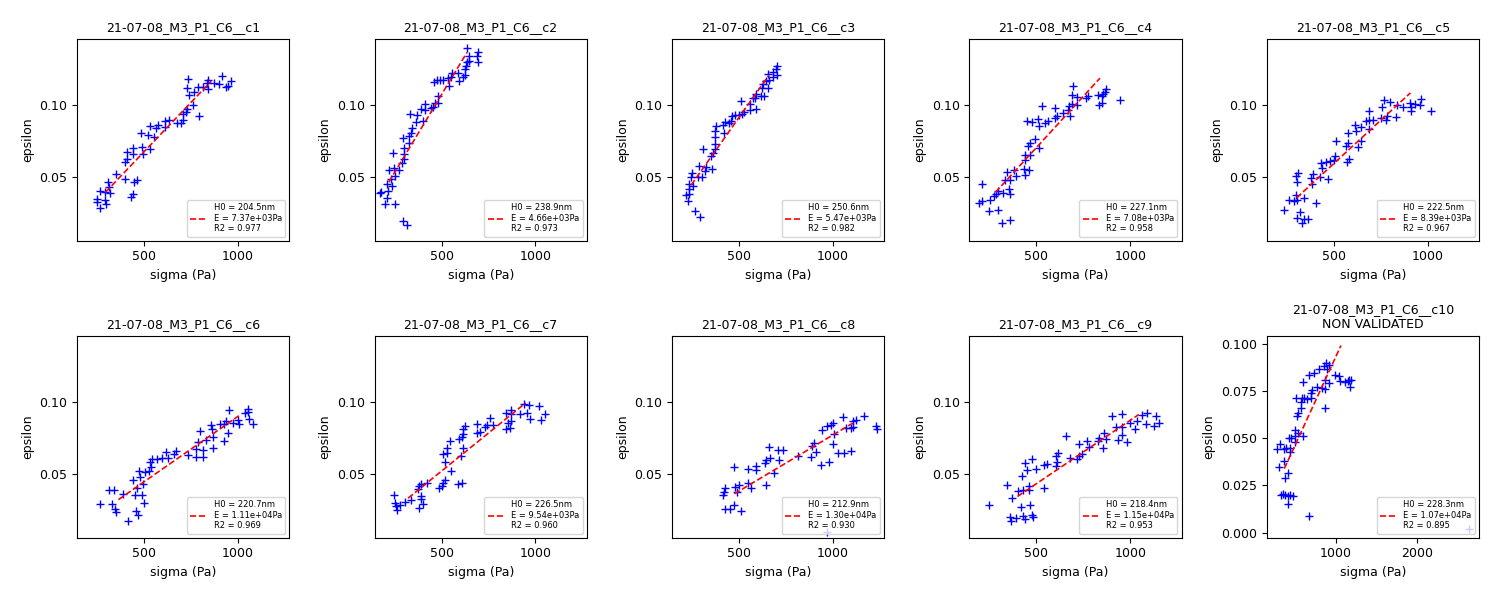 21-07-08_M3_P1_C6__c1
epsilon
0.10
0.05
500
1000
sigma (Pa)
H0 = 204.5nm
E = 7.37e+03Pa
R2 = 0.977
21-07-08_M3_P1_C6__c2
epsilon
0.10
0.05
500
1000
sigma (Pa)
H0 = 238.9nm
E = 4.66e+03Pa
R2 = 0.973
21-07-08_M3_P1_C6__c3
epsilon
0.10
0.05
500
1000
sigma (Pa)
H0 = 250.6nm
E = 5.47e+03Pa
R2 = 0.982
21-07-08_M3_P1_C6__c4
epsilon
0.10
0.05
500
1000
sigma (Pa)
H0 = 227.1nm
E = 7.08e+03Pa
R2 = 0.958
21-07-08_M3_P1_C6__c5
epsilon
0.10
0.05
500
1000
sigma (Pa)
H0 = 222.5nm
E = 8.39e+03Pa
R2 = 0.967
21-07-08_M3_P1_C6__c6
epsilon
0.10
0.05
500
1000
sigma (Pa)
H0 = 220.7nm
E = 1.11e+04Pa
R2 = 0.969
21-07-08_M3_P1_C6__c7
epsilon
0.10
0.05
500
1000
sigma (Pa)
H0 = 226.5nm
E = 9.54e+03Pa
R2 = 0.960
21-07-08_M3_P1_C6__c8
epsilon
0.10
0.05
500
1000
sigma (Pa)
H0 = 212.9nm
E = 1.30e+04Pa
R2 = 0.930
21-07-08_M3_P1_C6__c9
epsilon
0.10
0.05
500
1000
sigma (Pa)
H0 = 218.4nm
E = 1.15e+04Pa
R2 = 0.953
21-07-08_M3_P1_C6__c10
NON VALIDATED
epsilon
0.100
0.075
0.050
0.025
0.000
1000
2000
sigma (Pa)
H0 = 228.3nm
E = 1.07e+04Pa
R2 = 0.895